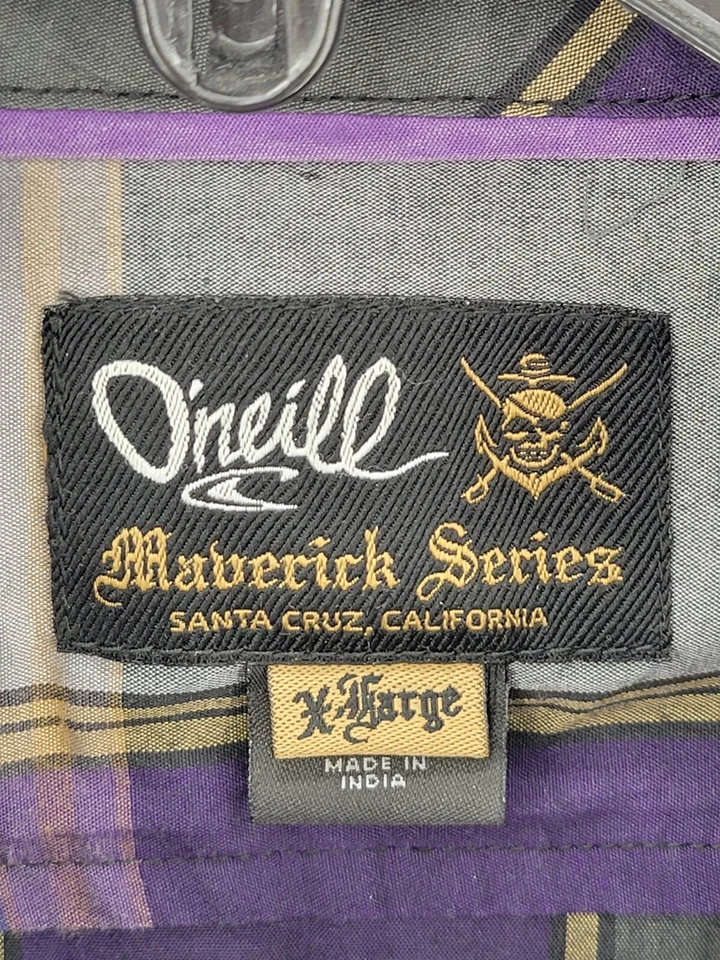 O'neill
Maverick Series
SANTA CRUZ, CALIFORNIA
X-Large
MADE IN
INDIA